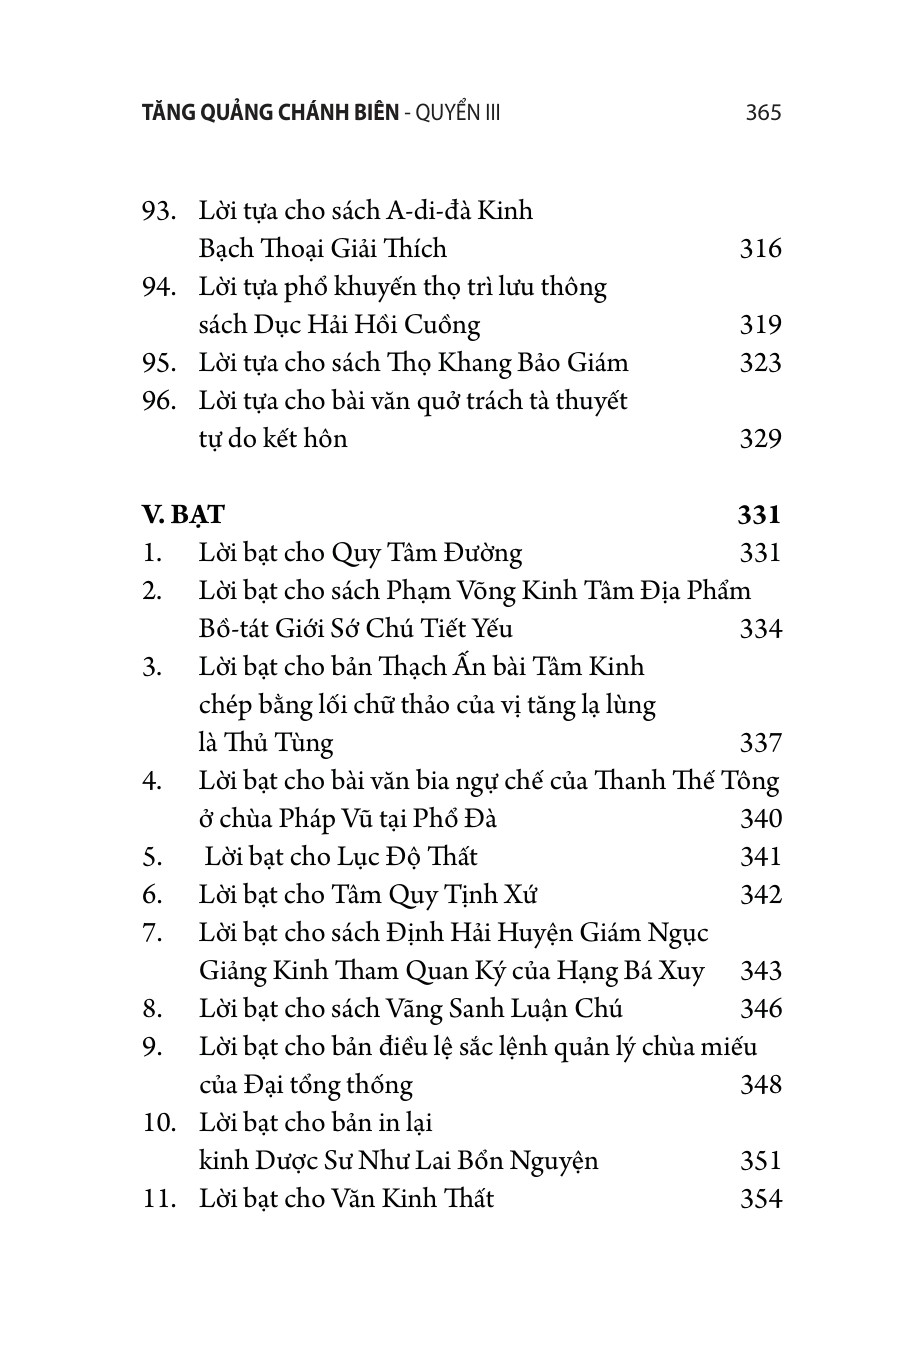 TĂNG QUẢNG CHÁNH BIÊN - QUYỂN III 365
93. Lời tựa cho sách A-di-đà Kinh
Bạch Thoại Giải Thích 316
94. Lời tựa phổ khuyến thọ trì lưu thông
sách Dục Hải Hồi Cuồng 319
95. Lời tựa cho sách Thọ Khang Bảo Giám 323
96. Lời tựa cho bài văn quở trách tà thuyết
tự do kết hôn 329
V. BẠT 331
1. Lời bạt cho Quy Tâm Đường 331
2. Lời bạt cho sách Phạm Võng Kinh Tâm Địa Phẩm
Bồ-tát Giới Sớ Chú Tiết Yếu 334
3. Lời bạt cho bản Thạch Ấn bài Tâm Kinh
chép bằng lối chữ thảo của vị tăng lạ lùng
là Thủ Tùng 337
4. Lời bạt cho bài văn bia ngự chế của Thanh Thế Tông
ở chùa Pháp Vũ tại Phổ Đà 340
5. Lời bạt cho Lục Độ Thất 341
6. Lời bạt cho Tâm Quy Tịnh Xứ 342
7. Lời bạt cho sách Định Hải Huyện Giám Ngục
Giảng Kinh Tham Quan Ký của Hạng Bá Xuy 343
8. Lời bạt cho sách Vãng Sanh Luận Chú 346
9. Lời bạt cho bản điều lệ sắc lệnh quản lý chùa miếu
của Đại tổng thống 348
10. Lời bạt cho bản in lại
kinh Dược Sư Như Lai Bổn Nguyện 351
11. Lời bạt cho Văn Kinh Thất 354